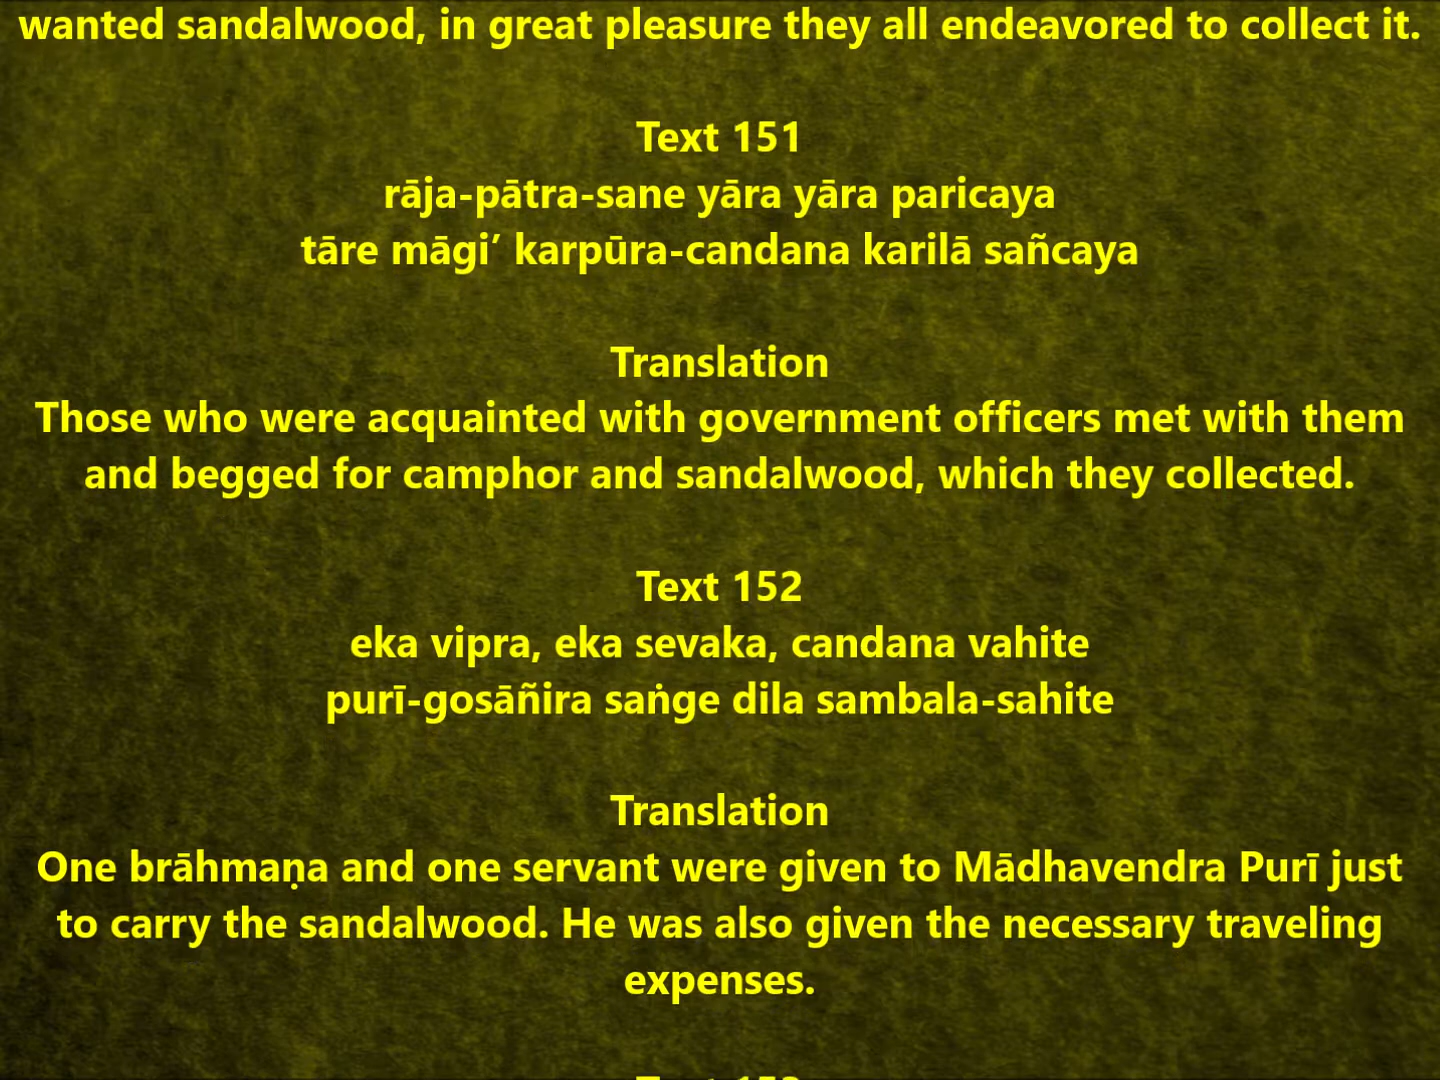 wanted sandalwood, in great pleasure they all endeavored to collect it.
Text 151
rāja-pātra-sane yāra yāra paricaya
tāre māgi’ karpūra-candana karilā sañcaya
Translation
Those who were acquainted with government officers met with them
and begged for camphor and sandalwood, which they collected.
Text 152
eka vipra, eka sevaka, candana vahite
purī-gosāñira saṅge dila sambala-sahite
Translation
One brāhmaṇa and one servant were given to Mādhavendra Purī just
to carry the sandalwood. He was also given the necessary traveling
expenses.
Text 153